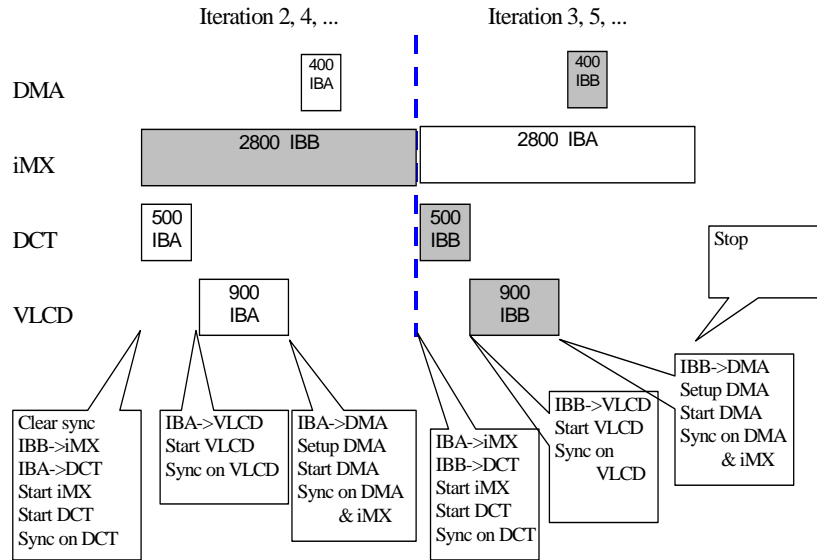 Iteration 2, 4, ...
Iteration 3, 5, ...
DMA
400
IBA
400
IBB
iMX
2800 IBB
2800 IBA
DCT
500
IBA
500
IBB
Stop
VLCD
900
IBA
900
IBB
Clear sync
IBB->iMX
IBA->DCT
Start iMX
Start DCT
Sync on DCT
IBA->VLCD
Start VLCD
Sync on VLCD
IBA->DMA
Setup DMA
Start DMA
Sync on DMA
& iMX
IBA->iMX
IBB->DCT
Start iMX
Start DCT
Sync on DCT
IBB->VLCD
Start VLCD
Sync on
VLCD
IBB->DMA
Setup DMA
Start DMA
Sync on DMA
& iMX